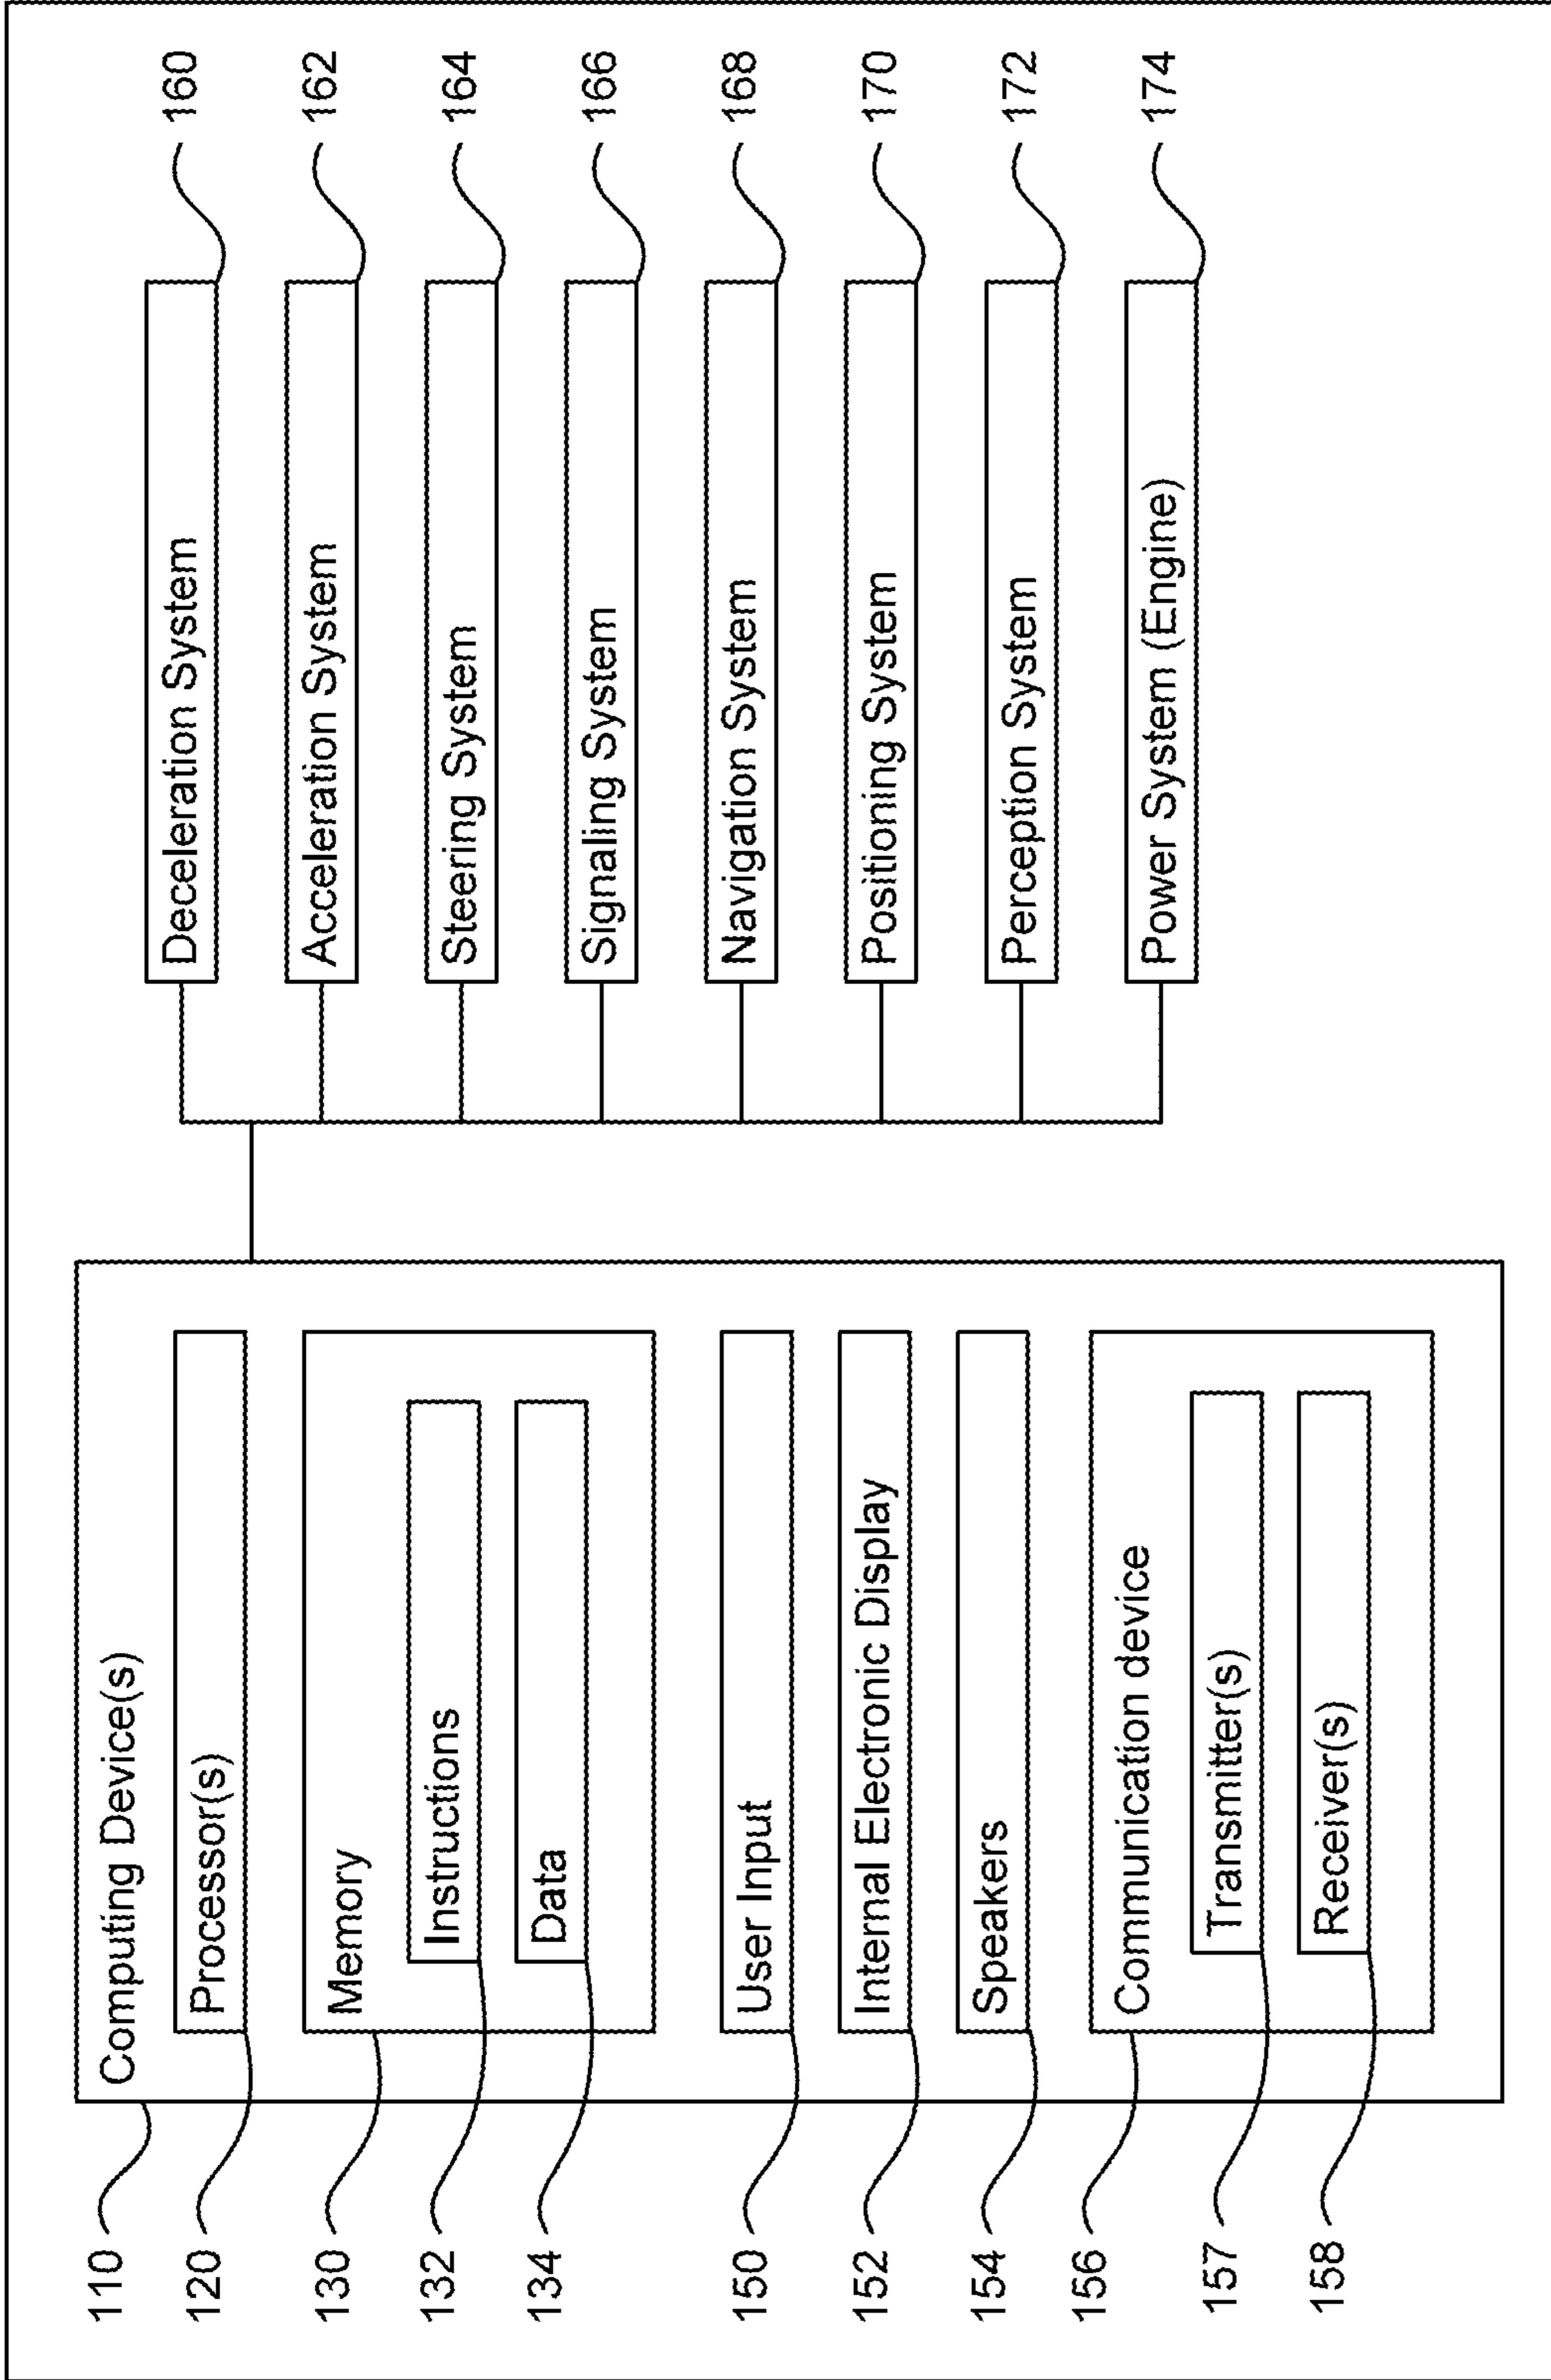 110
Computing Device(s)
120
Processor(s)
130
Memory
132
Instructions
134
Data
150
User Input
152
Internal Electronic Display
154
Speakers
156
Communication device
157
Transmitter(s)
158
Receiver(s)
Deceleration System
160
Acceleration System
162
Steering System
164
Signaling System
166
Navigation System
168
Positioning System
170
Perception System
172
Power System (Engine)
174